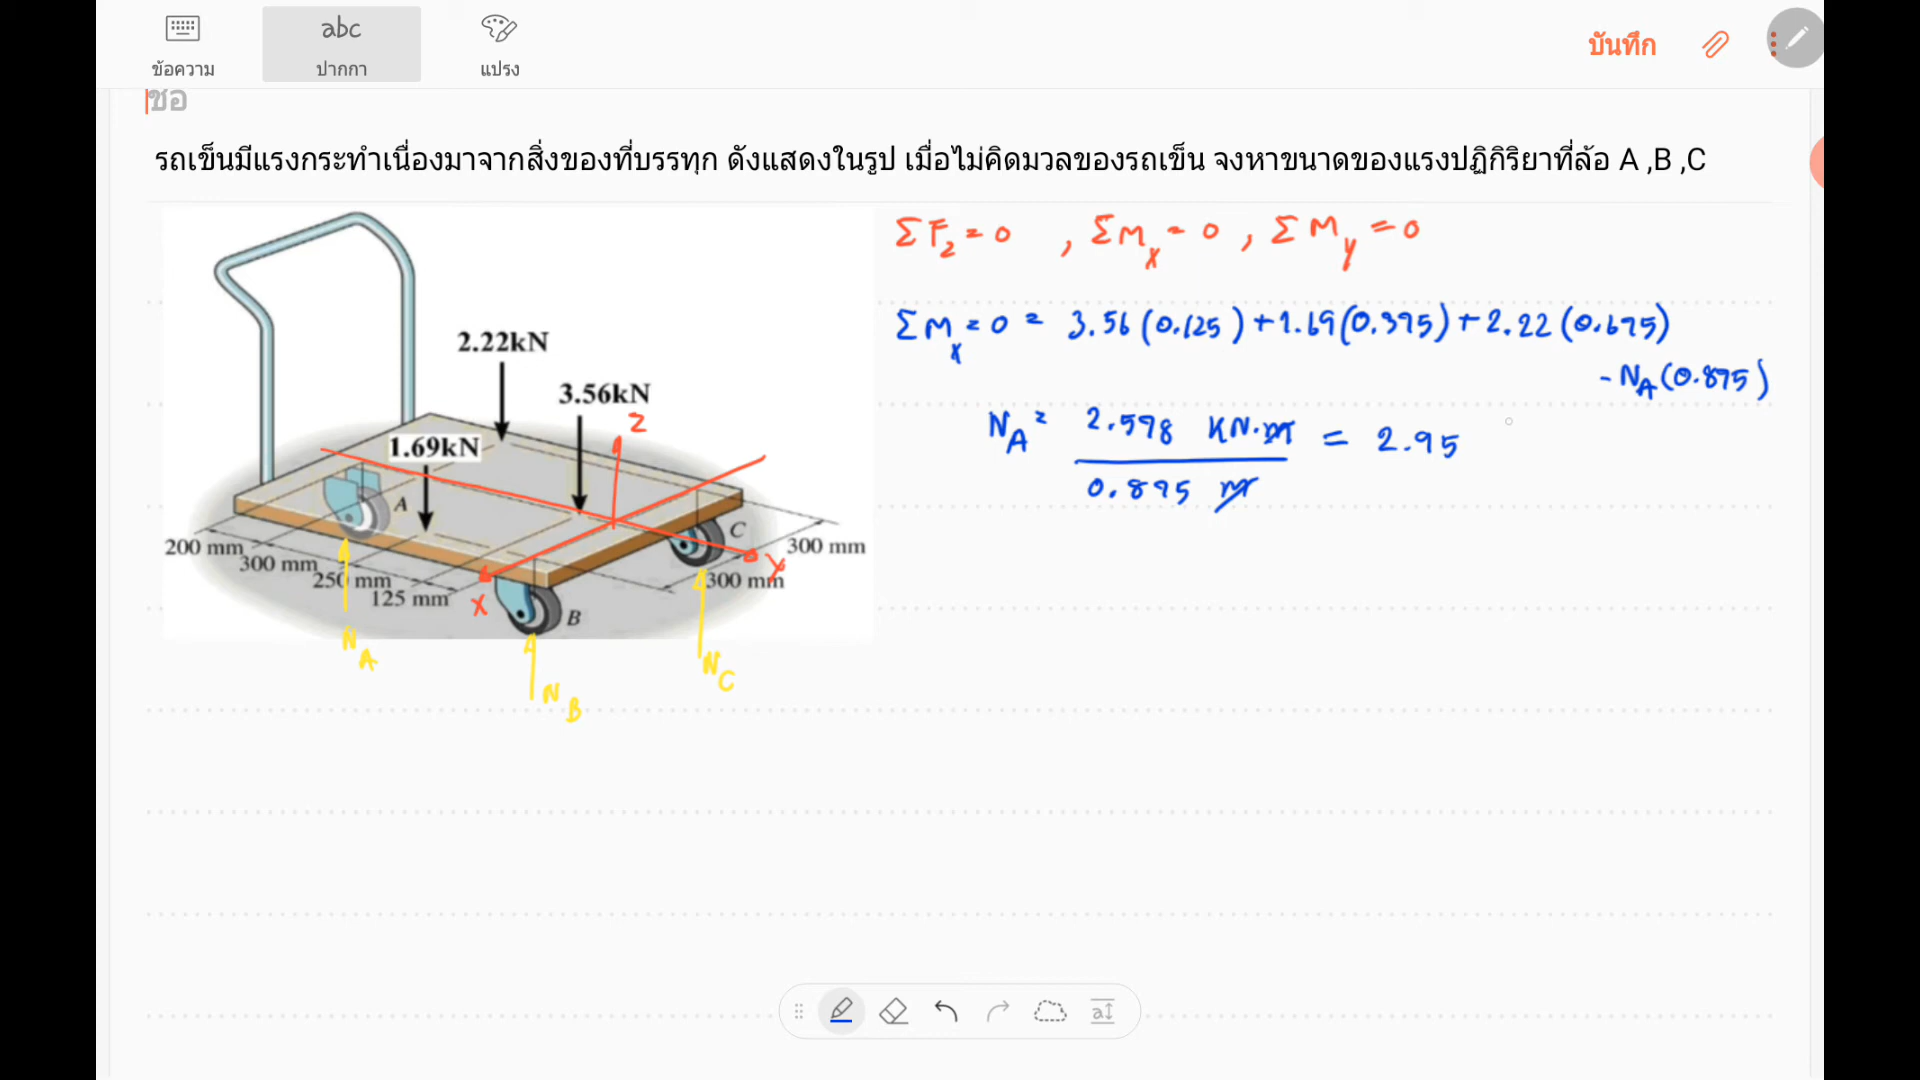 ข้อความ
abc
ปากกา
แปรง
บันทึก
ชื่อ
รถเข็นมีแรงกระทำเนื่องมาจากสิ่งของที่บรรทุก ดังแสดงในรูป เมื่อไม่คิดมวลของรถเข็น จงหาขนาดของแรงปฏิกิริยาที่ล้อ A ,B ,C
ΣFz = 0 , ΣMx = 0 , ΣMy = 0
ΣMx = 0 = 3.56 (0.125) + 1.69(0.375) + 2.22 (0.675)
- NA (0.875)
NA = 2.598 KN.m / 0.875 m = 2.95
2.22kN
3.56kN
z
1.69kN
A
C
200 mm
300 mm
250 mm
125 mm
300 mm
300 mm
x
y
B
NA
NB
NC